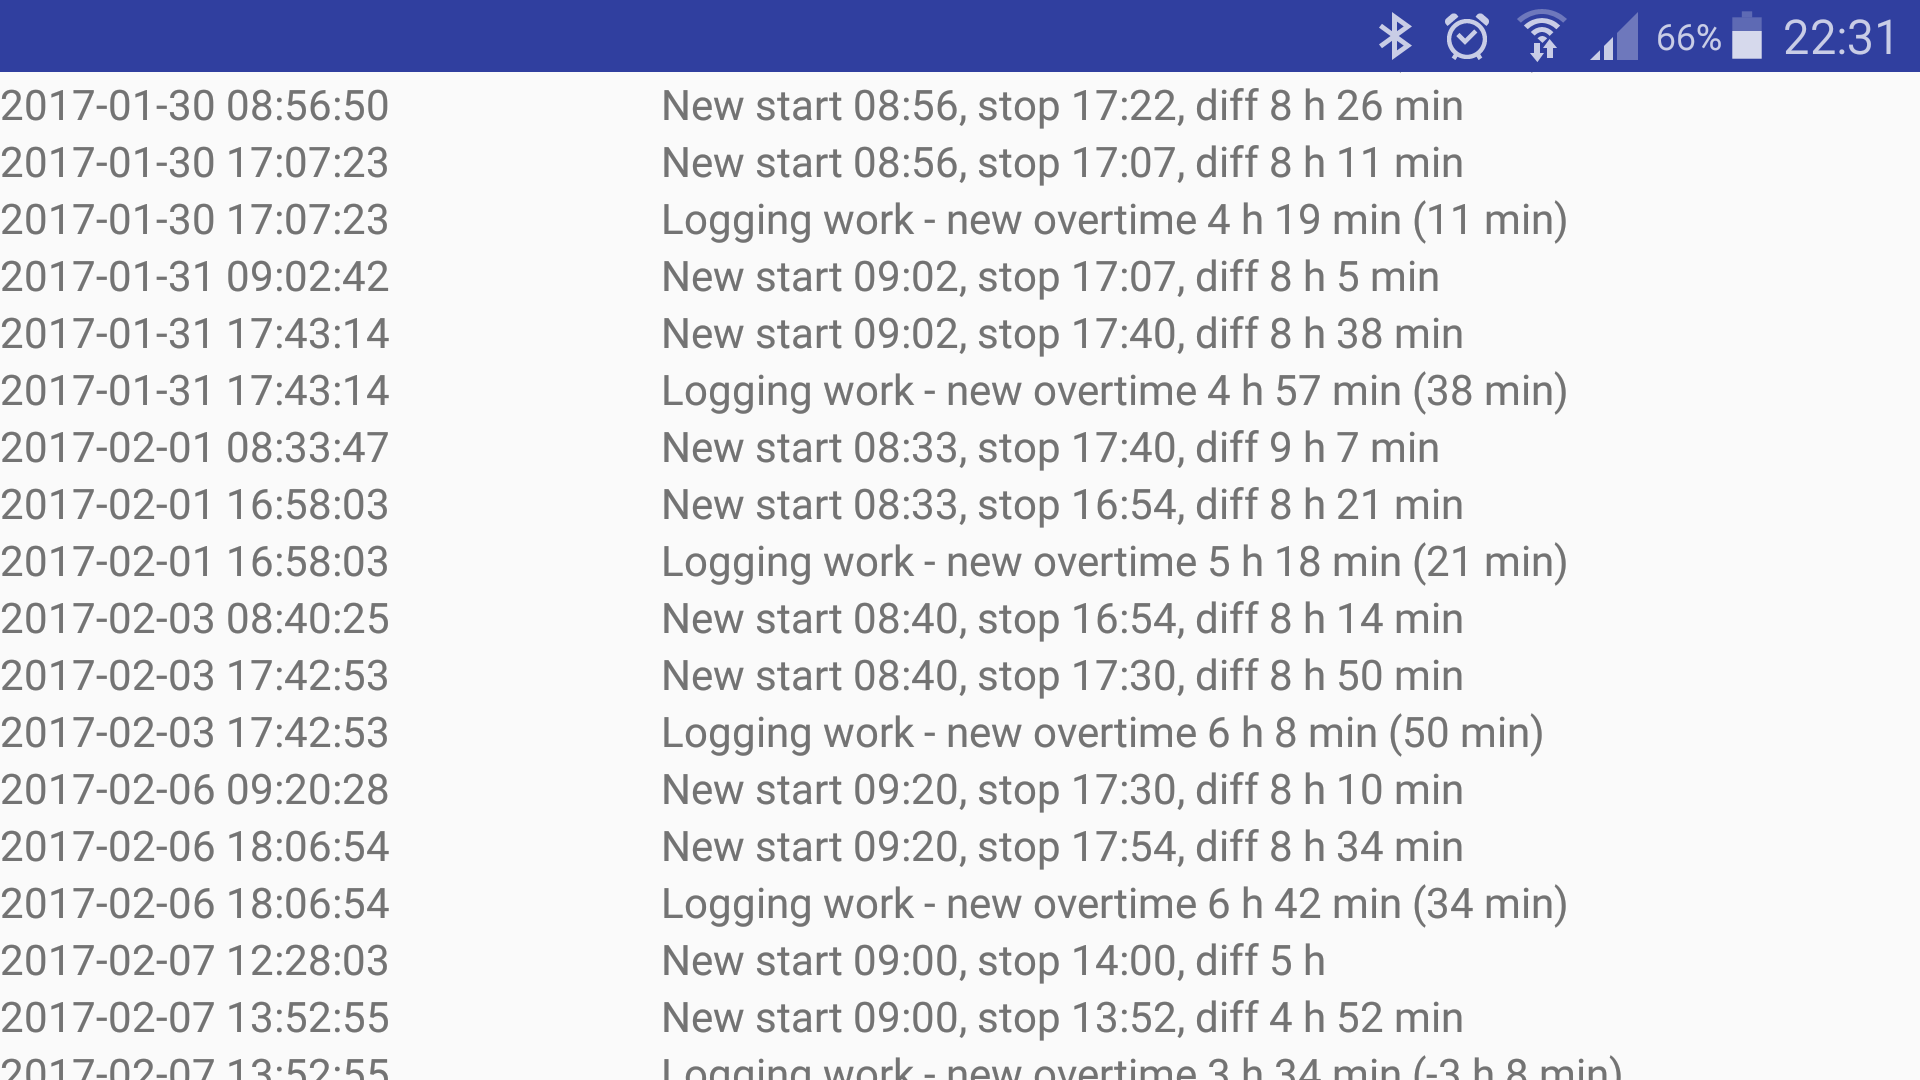 66% 22:31
2017-01-30 08:56:50 New start 08:56, stop 17:22, diff 8 h 26 min
2017-01-30 17:07:23 New start 08:56, stop 17:07, diff 8 h 11 min
2017-01-30 17:07:23 Logging work - new overtime 4 h 19 min (11 min)
2017-01-31 09:02:42 New start 09:02, stop 17:07, diff 8 h 5 min
2017-01-31 17:43:14 New start 09:02, stop 17:40, diff 8 h 38 min
2017-01-31 17:43:14 Logging work - new overtime 4 h 57 min (38 min)
2017-02-01 08:33:47 New start 08:33, stop 17:40, diff 9 h 7 min
2017-02-01 16:58:03 New start 08:33, stop 16:54, diff 8 h 21 min
2017-02-01 16:58:03 Logging work - new overtime 5 h 18 min (21 min)
2017-02-03 08:40:25 New start 08:40, stop 16:54, diff 8 h 14 min
2017-02-03 17:42:53 New start 08:40, stop 17:30, diff 8 h 50 min
2017-02-03 17:42:53 Logging work - new overtime 6 h 8 min (50 min)
2017-02-06 09:20:28 New start 09:20, stop 17:30, diff 8 h 10 min
2017-02-06 18:06:54 New start 09:20, stop 17:54, diff 8 h 34 min
2017-02-06 18:06:54 Logging work - new overtime 6 h 42 min (34 min)
2017-02-07 12:28:03 New start 09:00, stop 14:00, diff 5 h
2017-02-07 13:52:55 New start 09:00, stop 13:52, diff 4 h 52 min
2017-02-07 13:52:55 Logging work - new overtime 3 h 34 min (-3 h 8 min)